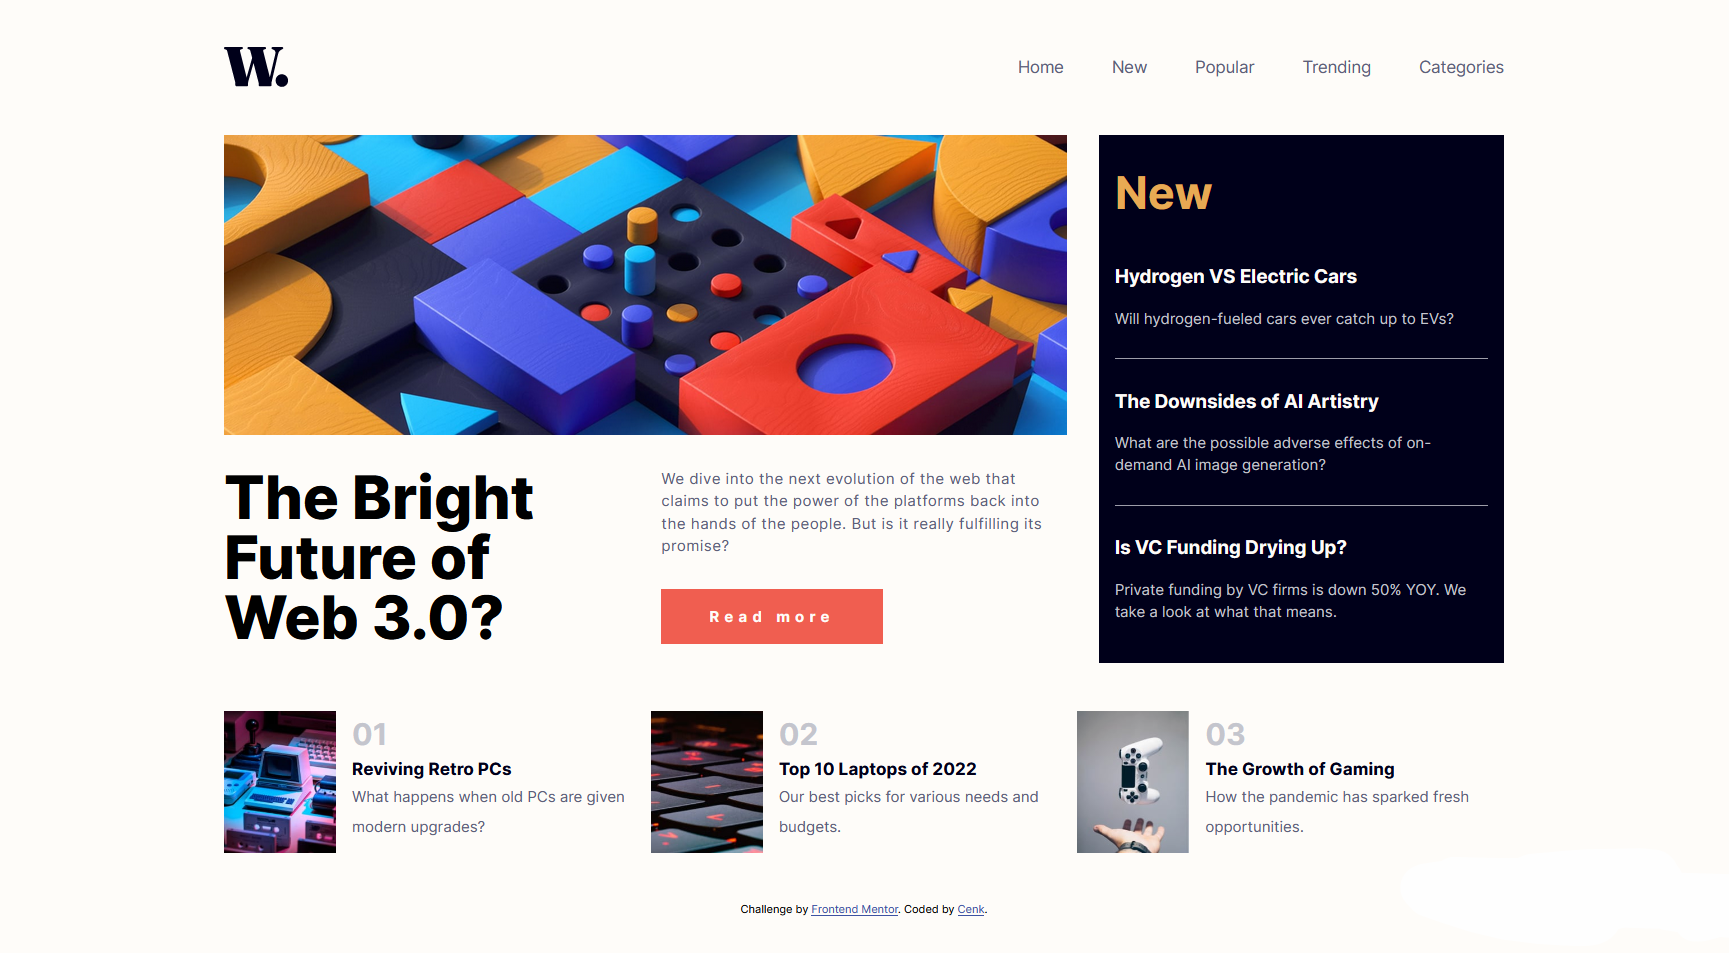 W.
Home New Popular Trending Categories
The Bright
Future of
Web 3.0?
We dive into the next evolution of the web that
claims to put the power of the platforms back into
the hands of the people. But is it really fulfilling its
promise?
Read more
New
Hydrogen VS Electric Cars
Will hydrogen-fueled cars ever catch up to EVs?
The Downsides of AI Artistry
What are the possible adverse effects of on-
demand AI image generation?
Is VC Funding Drying Up?
Private funding by VC firms is down 50% YOY. We
take a look at what that means.
01
Reviving Retro PCs
What happens when old PCs are given
modern upgrades?
02
Top 10 Laptops of 2022
Our best picks for various needs and
budgets.
03
The Growth of Gaming
How the pandemic has sparked fresh
opportunities.
Challenge by Frontend Mentor. Coded by Cenk.